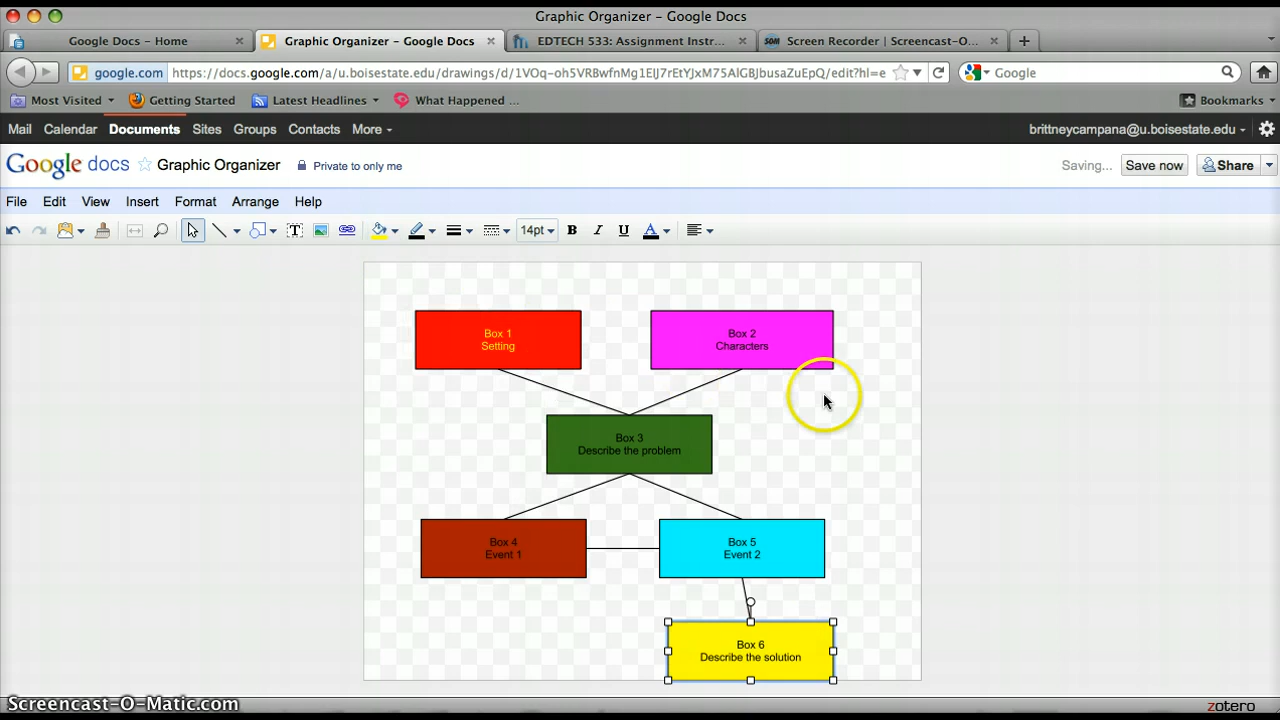 Graphic Organizer – Google Docs
Google Docs – Home
Graphic Organizer – Google Docs
EDTECH 533: Assignment Instr...
Screen Recorder | Screencast-O...
google.com
https://docs.google.com/a/u.boisestate.edu/drawings/d/1VOq-oh5VRBwfnMg1EIJ7rEtYJxM75AlGBJbusaZuEpQ/edit?hl=e
Google
Most Visited
Getting Started
Latest Headlines
What Happened ...
Bookmarks
Mail Calendar Documents Sites Groups Contacts More
brittneycampana@u.boisestate.edu
Google docs
Graphic Organizer
Private to only me
Saving...
Save now
Share
File Edit View Insert Format Arrange Help
14pt B I U A
Box 1
Setting
Box 2
Characters
Box 3
Describe the problem
Box 4
Event 1
Box 5
Event 2
Box 6
Describe the solution
Screencast-O-Matic.com
zotero